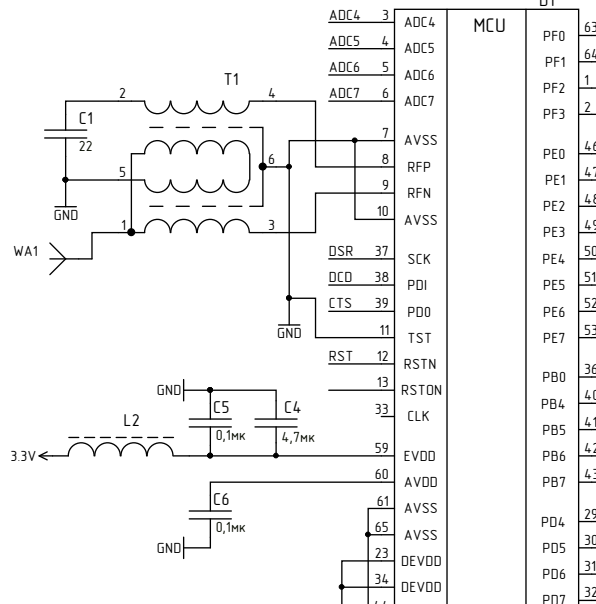 D1
MCU
ADC4 3 ADC4
ADC5 4 ADC5
ADC6 5 ADC6
ADC7 6 ADC7
7 AVSS
8 RFP
9 RFN
10 AVSS
DSR 37 SCK
DCD 38 PDI
CTS 39 PDO
11 TST
RST 12 RSTN
13 RSTON
33 CLK
59 EVDD
60 AVDD
61 AVSS
65 AVSS
23 DEVDD
34 DEVDD
44
PF0 63
PF1 64
PF2 1
PF3 2
PE0 46
PE1 47
PE2 48
PE3 49
PE4 50
PE5 51
PE6 52
PE7 53
PB0 36
PB4 40
PB5 41
PB6 42
PB7 43
PD4 29
PD5 30
PD6 31
PD7 32
T1
2 4
C1
22
6
5
GND
1 3
WA1
GND
GND
C5
0,1мк
C4
4,7мк
L2
3.3V
C6
0,1мк
GND